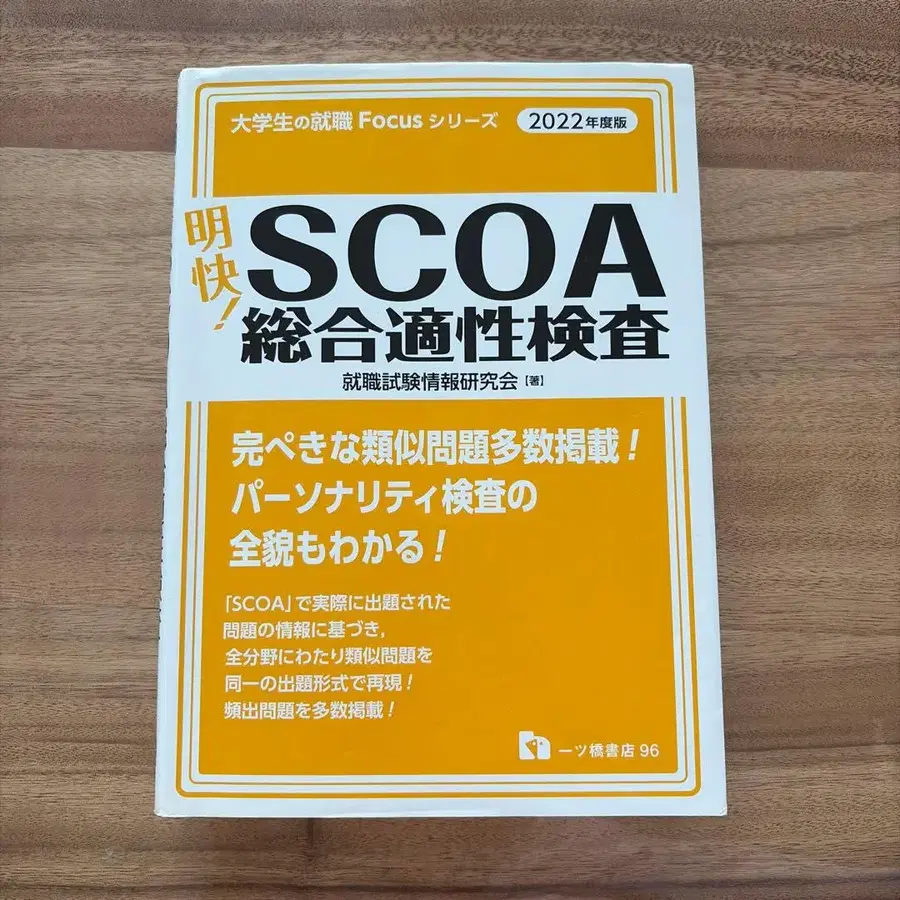 大学生の就職 Focus シリーズ 2022年度版
明快!
SCOA
総合適性検査
就職試験情報研究会【著】
完ぺきな類似問題多数掲載!
パーソナリティ検査の
全貌もわかる!
「SCOA」で実際に出題された
問題の情報に基づき,
全分野にわたり類似問題を
同一の出題形式で再現!
頻出問題を多数掲載!
一ツ橋書店 96